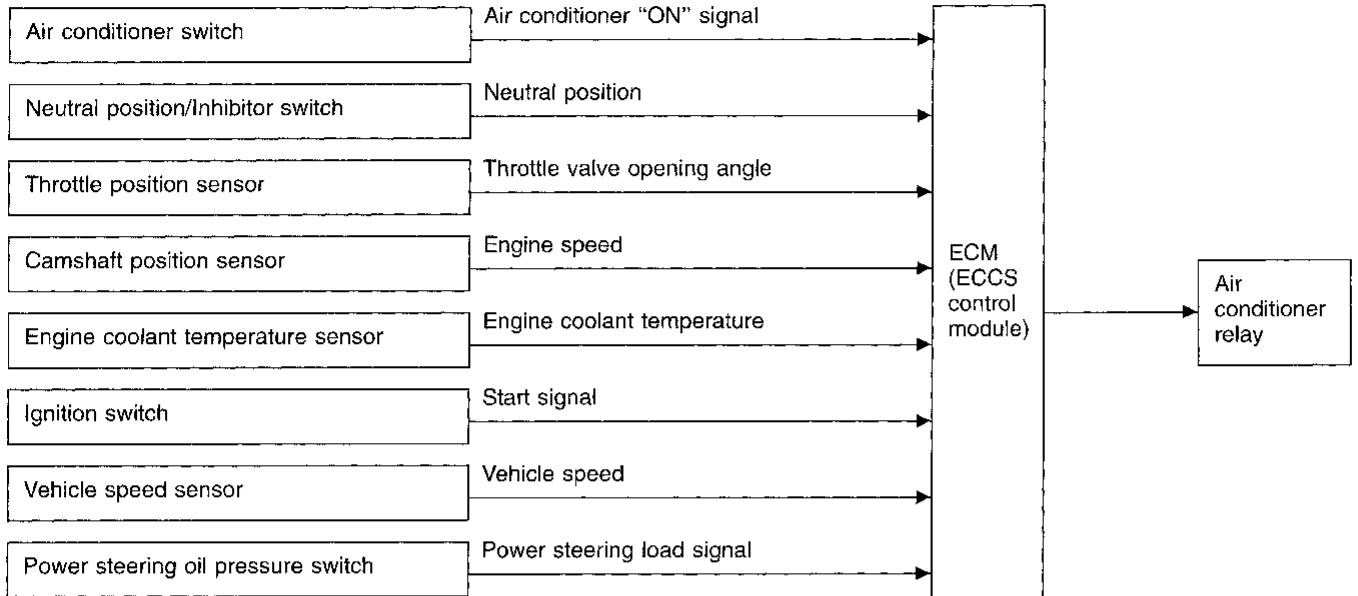 Air conditioner switch
Air conditioner “ON” signal
Neutral position/Inhibitor switch
Neutral position
Throttle position sensor
Throttle valve opening angle
Camshaft position sensor
Engine speed
Engine coolant temperature sensor
Engine coolant temperature
Ignition switch
Start signal
Vehicle speed sensor
Vehicle speed
Power steering oil pressure switch
Power steering load signal
ECM
(ECCS
control
module)
Air
conditioner
relay